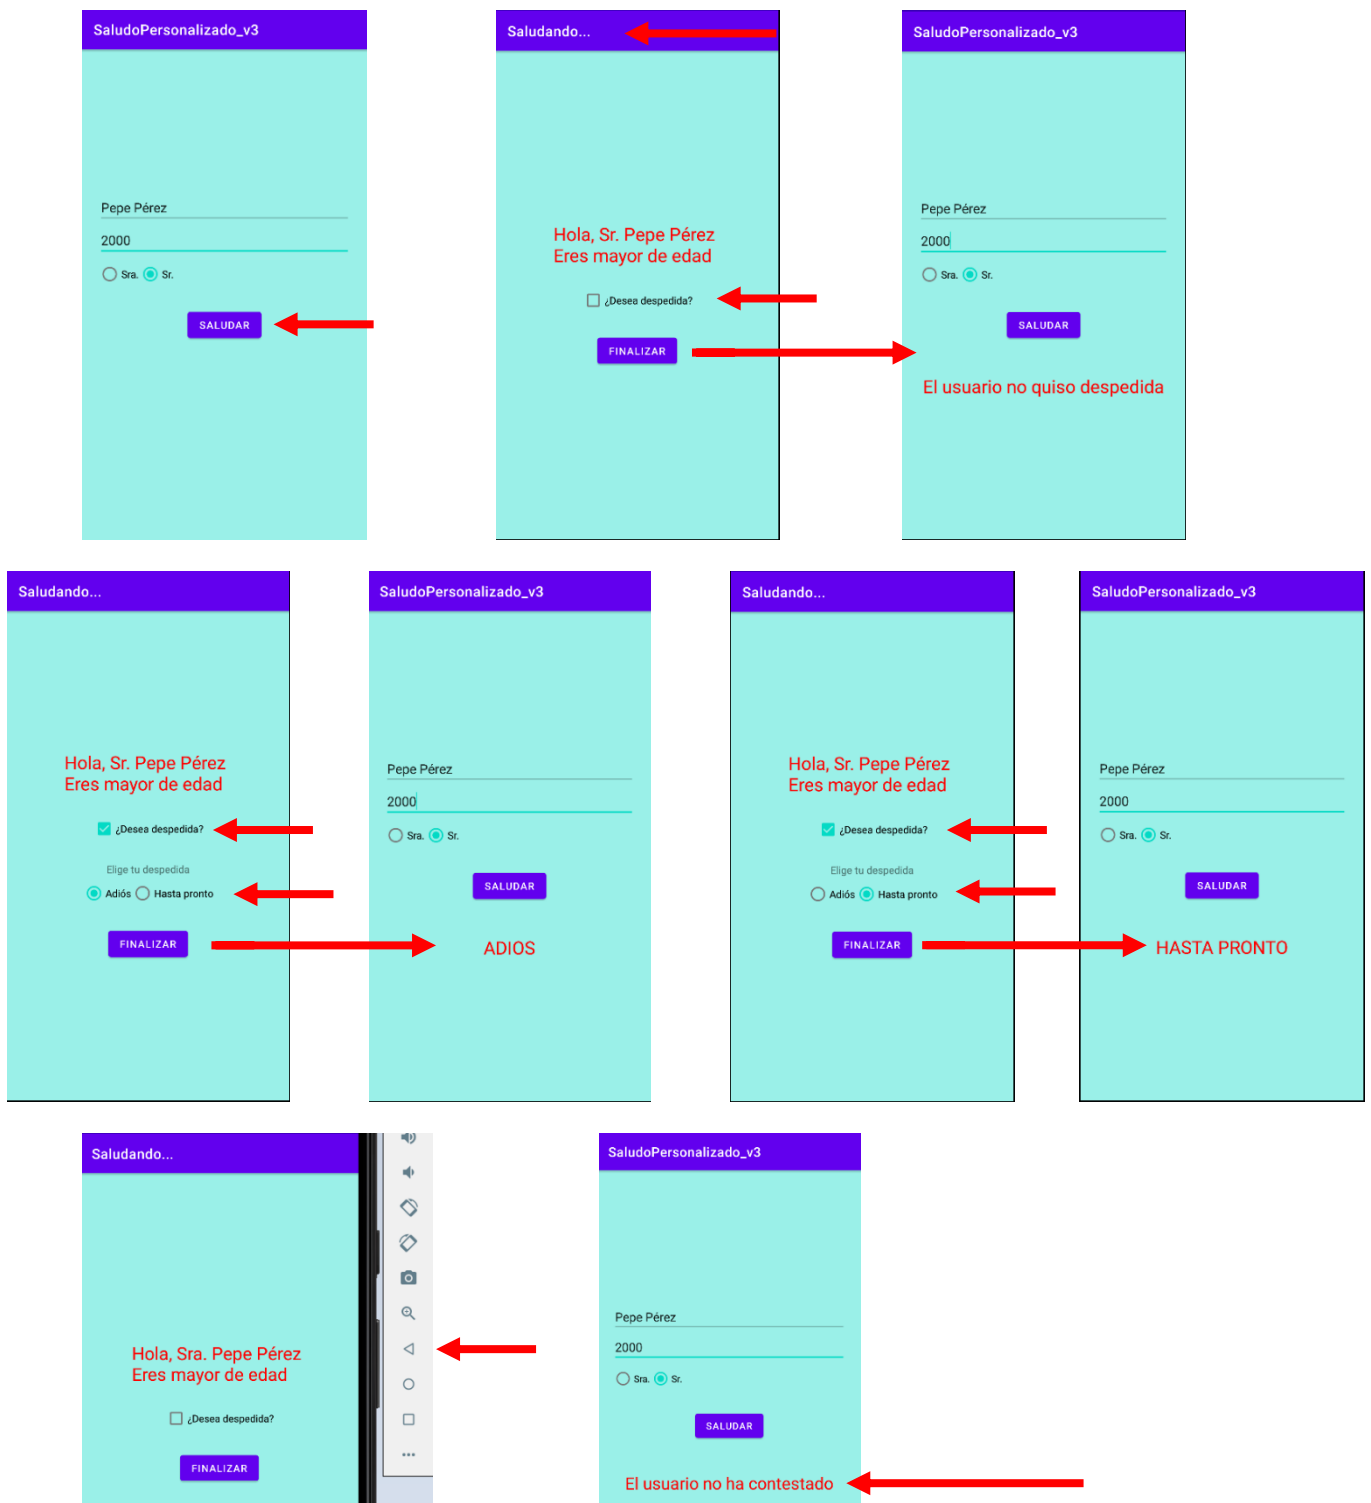 SaludoPersonalizado_v3
Pepe Pérez
2000
Sra. Sr.
SALUDAR
Saludando...
Hola, Sr. Pepe Pérez
Eres mayor de edad
¿Desea despedida?
FINALIZAR
SaludoPersonalizado_v3
Pepe Pérez
2000
Sra. Sr.
SALUDAR
El usuario no quiso despedida
Saludando...
Hola, Sr. Pepe Pérez
Eres mayor de edad
¿Desea despedida?
Elige tu despedida
Adiós Hasta pronto
FINALIZAR
SaludoPersonalizado_v3
Pepe Pérez
2000
Sra. Sr.
SALUDAR
ADIOS
Saludando...
Hola, Sr. Pepe Pérez
Eres mayor de edad
¿Desea despedida?
Elige tu despedida
Adiós Hasta pronto
FINALIZAR
SaludoPersonalizado_v3
Pepe Pérez
2000
Sra. Sr.
SALUDAR
HASTA PRONTO
Saludando...
Hola, Sra. Pepe Pérez
Eres mayor de edad
¿Desea despedida?
FINALIZAR
SaludoPersonalizado_v3
Pepe Pérez
2000
Sra. Sr.
SALUDAR
El usuario no ha contestado